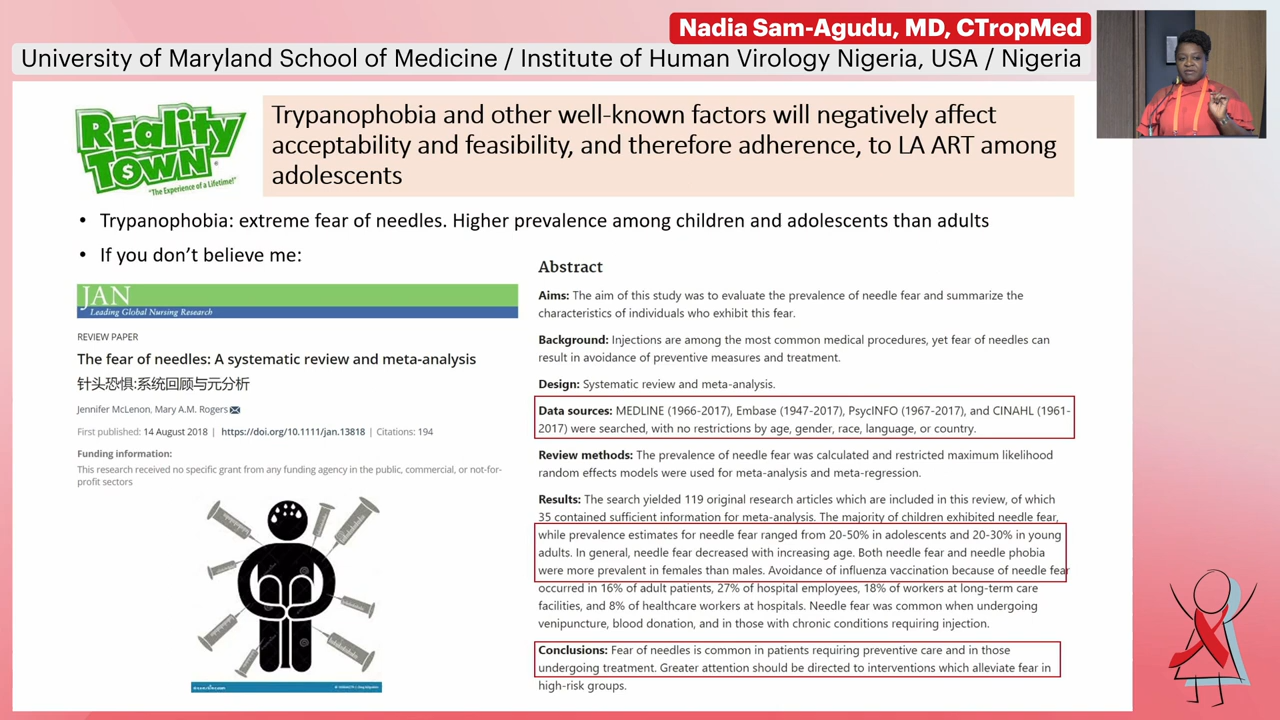 Nadia Sam-Agudu, MD, CTropMed
University of Maryland School of Medicine / Institute of Human Virology Nigeria, USA / Nigeria
Reality
TOWN
"The Experience of a Lifetime!"
Trypanophobia and other well-known factors will negatively affect
acceptability and feasibility, and therefore adherence, to LA ART among
adolescents
• Trypanophobia: extreme fear of needles. Higher prevalence among children and adolescents than adults
• If you don't believe me:
JAN
Leading Global Nursing Research
REVIEW PAPER
The fear of needles: A systematic review and meta-analysis
针头恐惧:系统回顾与元分析
Jennifer McLenon, Mary A.M. Rogers
First published: 14 August 2018 | https://doi.org/10.1111/jan.13818 | Citations: 194
Funding information:
This research received no specific grant from any funding agency in the public, commercial, or not-for-
profit sectors
Abstract
Aims: The aim of this study was to evaluate the prevalence of needle fear and summarize the
characteristics of individuals who exhibit this fear.
Background: Injections are among the most common medical procedures, yet fear of needles can
result in avoidance of preventive measures and treatment.
Design: Systematic review and meta-analysis.
Data sources: MEDLINE (1966-2017), Embase (1947-2017), PsycINFO (1967-2017), and CINAHL (1961-
2017) were searched, with no restrictions by age, gender, race, language, or country.
Review methods: The prevalence of needle fear was calculated and restricted maximum likelihood
random effects models were used for meta-analysis and meta-regression.
Results: The search yielded 119 original research articles which are included in this review, of which
35 contained sufficient information for meta-analysis. The majority of children exhibited needle fear,
while prevalence estimates for needle fear ranged from 20-50% in adolescents and 20-30% in young
adults. In general, needle fear decreased with increasing age. Both needle fear and needle phobia
were more prevalent in females than males. Avoidance of influenza vaccination because of needle fear
occurred in 16% of adult patients, 27% of hospital employees, 18% of workers at long-term care
facilities, and 8% of healthcare workers at hospitals. Needle fear was common when undergoing
venipuncture, blood donation, and in those with chronic conditions requiring injection.
Conclusions: Fear of needles is common in patients requiring preventive care and in those
undergoing treatment. Greater attention should be directed to interventions which alleviate fear in
high-risk groups.